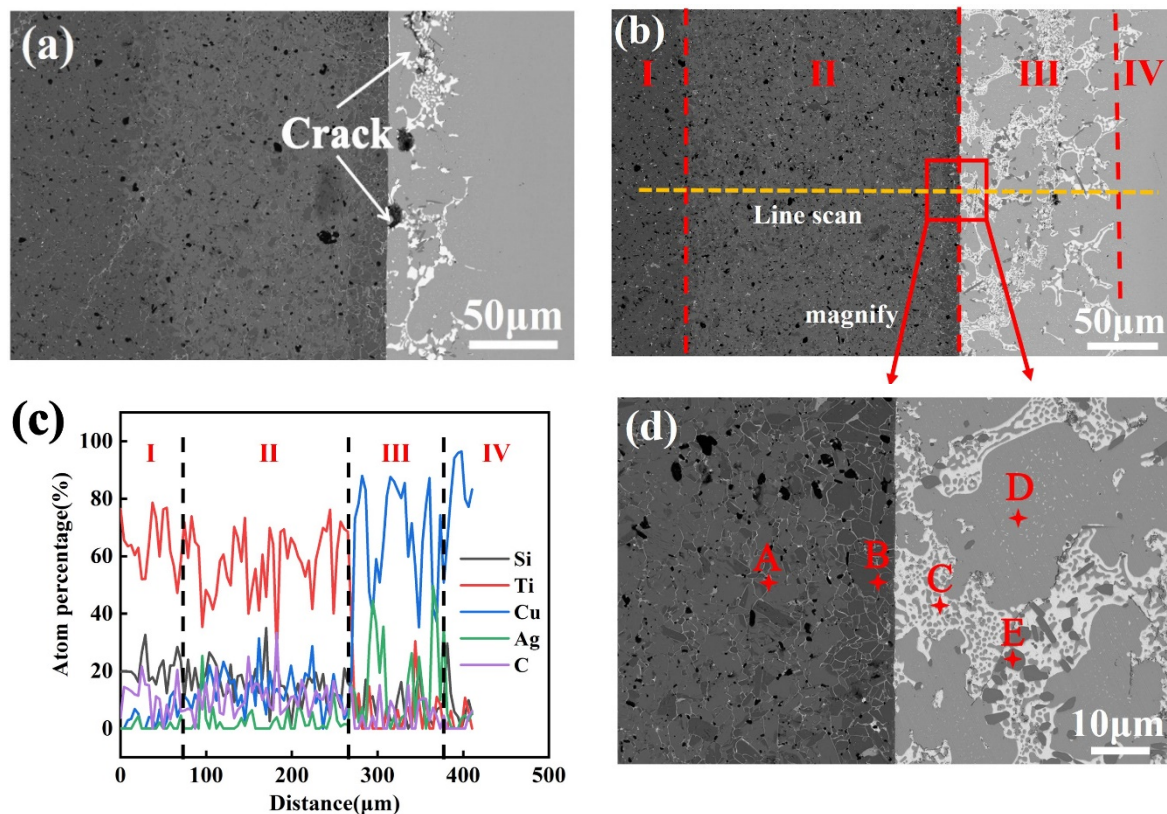 (a)
Crack
50μm
(b)
I II III IV
Line scan
magnify
50μm
(c)
Atom percentage(%)
100
80
60
40
20
0
I II III IV
Si
Ti
Cu
Ag
C
0 100 200 300 400 500
Distance(μm)
(d)
A B C D E
10μm